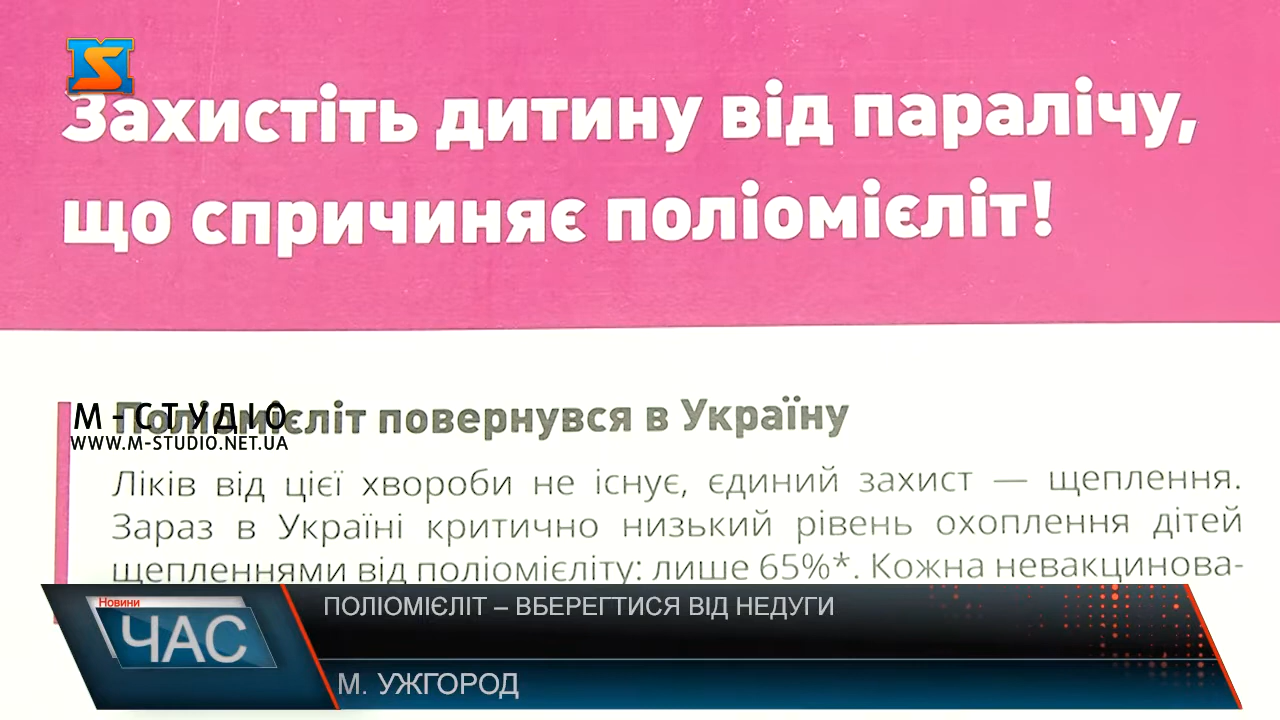 Захистіть дитину від паралічу,
що спричиняє поліомієліт!
М-СТУДІО
WWW.M-STUDIO.NET.UA
Поліомієліт повернувся в Україну
Ліків від цієї хвороби не існує, єдиний захист — щеплення.
Зараз в Україні критично низький рівень охоплення дітей
щепленнями від поліомієліту: лише 65%*. Кожна невакцинова-
Новини
ЧАС
ПОЛІОМІЄЛІТ – ВБЕРЕГТИСЯ ВІД НЕДУГИ
М. УЖГОРОД